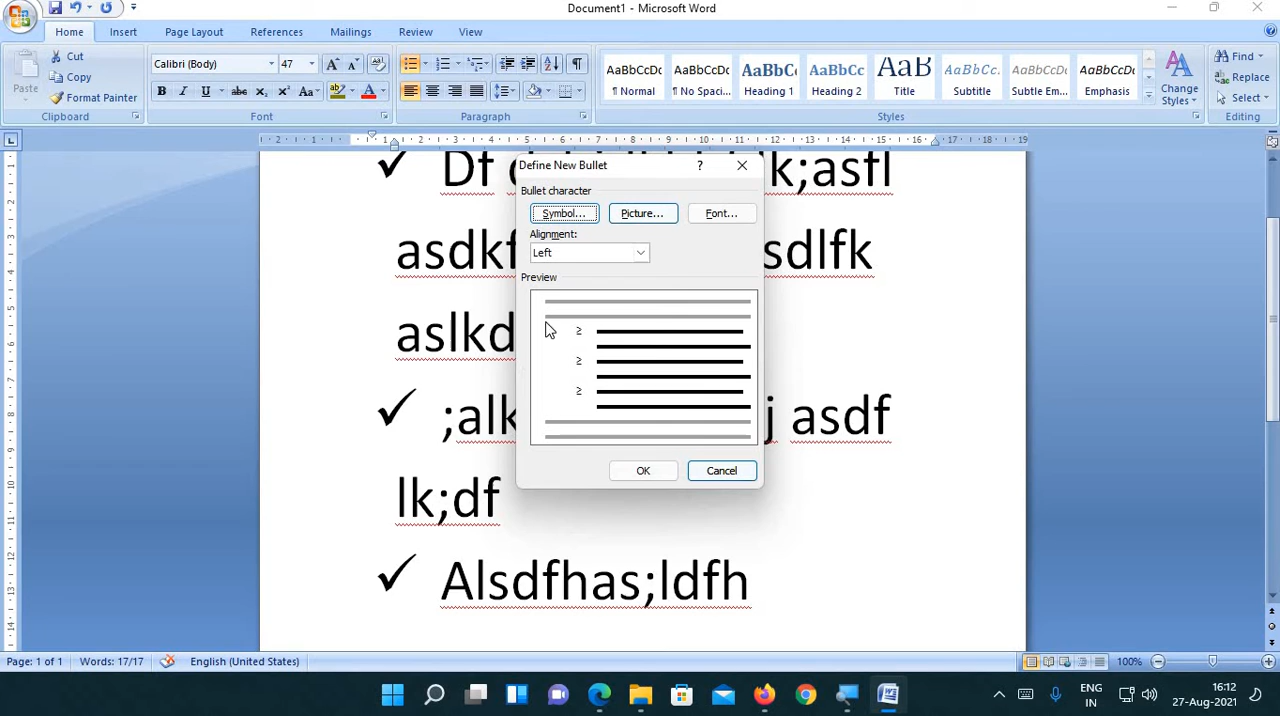 Document1 - Microsoft Word
Home Insert Page Layout References Mailings Review View
Cut
Copy
Format Painter
Paste
Clipboard
Calibri (Body) 47
Font
Paragraph
AaBbCcDc AaBbCcDc AaBbCc AaBbCc AaB AaBbCc. AaBbCcDc AaBbCcDc
¶ Normal ¶ No Spaci... Heading 1 Heading 2 Title Subtitle Subtle Em... Emphasis
Change
Styles
Styles
Find
Replace
Select
Editing
✓ Df lk;asfl
asdkf sdlfk
aslkd
✓ ;alk j asdf
lk;df
✓ Alsdfhas;ldfh
Define New Bullet ?
Bullet character
Symbol... Picture... Font...
Alignment:
Left
Preview
≥
≥
≥
OK Cancel
Page: 1 of 1 Words: 17/17 English (United States) 100%
ENG
IN
16:12
27-Aug-2021